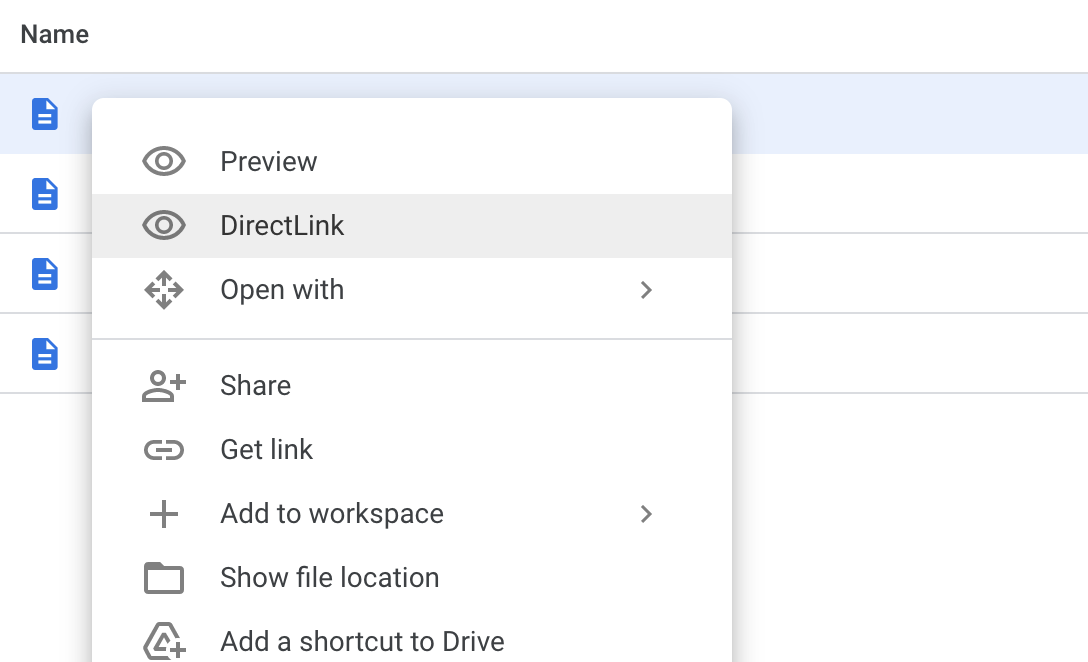 Name
Preview
DirectLink
Open with
Share
Get link
Add to workspace
Show file location
Add a shortcut to Drive